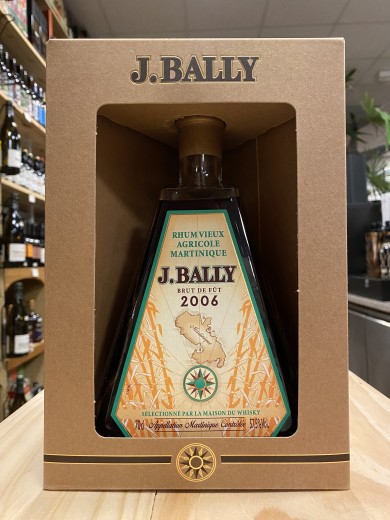 J.BALLY
RHUM VIEUX
AGRICOLE
MARTINIQUE
J.BALLY
BRUT DE FÛT
2006
SÉLECTIONNÉ PAR LA MAISON DU WHISKY
70cl Appellation Martinique Contrôlée